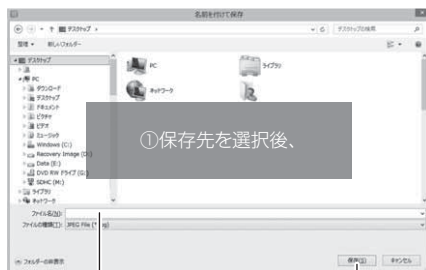 名前を付けて保存
デスクトップ
デスクトップの検索
整理 新しいフォルダー
デスクトップ
PC
ダウンロード
デスクトップ
ドキュメント
ピクチャ
ビデオ
ミュージック
Windows (C:)
Recovery Image (D:)
Data (E:)
DVD RW ドライブ (G:)
SDHC (M:)
ライブラリ
ネットワーク
PC
ライブラリ
ネットワーク
①保存先を選択後、
ファイル名(N):
ファイルの種類(T): JPEG File (*.jpg)
フォルダーの非表示
保存(S)
キャンセル